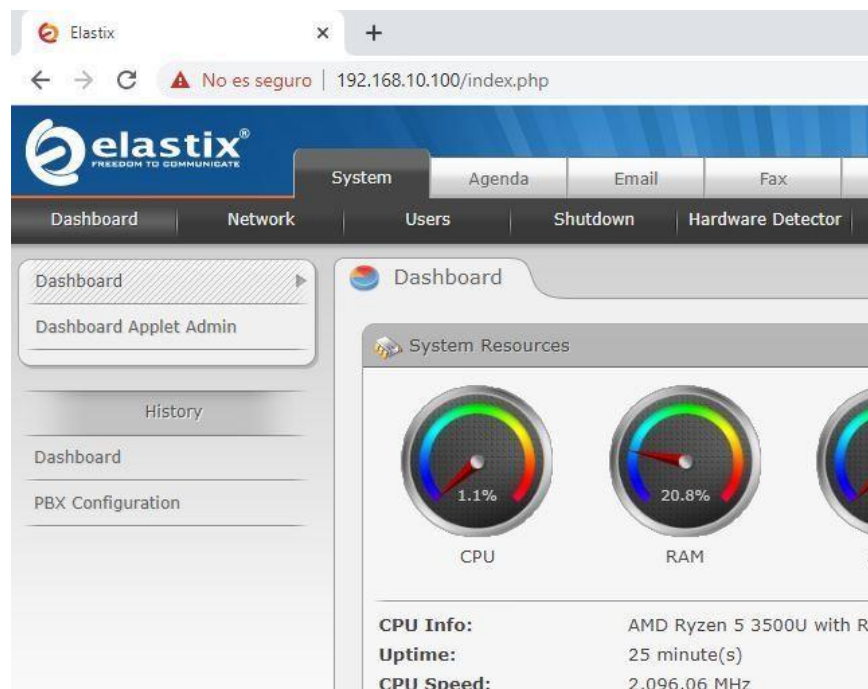 Elastix
No es seguro | 192.168.10.100/index.php
elastix®
FREEDOM TO COMMUNICATE
System Agenda Email Fax
Dashboard Network Users Shutdown Hardware Detector
Dashboard
Dashboard Applet Admin
History
Dashboard
PBX Configuration
Dashboard
System Resources
1.1% 20.8%
CPU RAM
CPU Info: AMD Ryzen 5 3500U with R
Uptime: 25 minute(s)
CPU Speed: 2,096.06 MHz